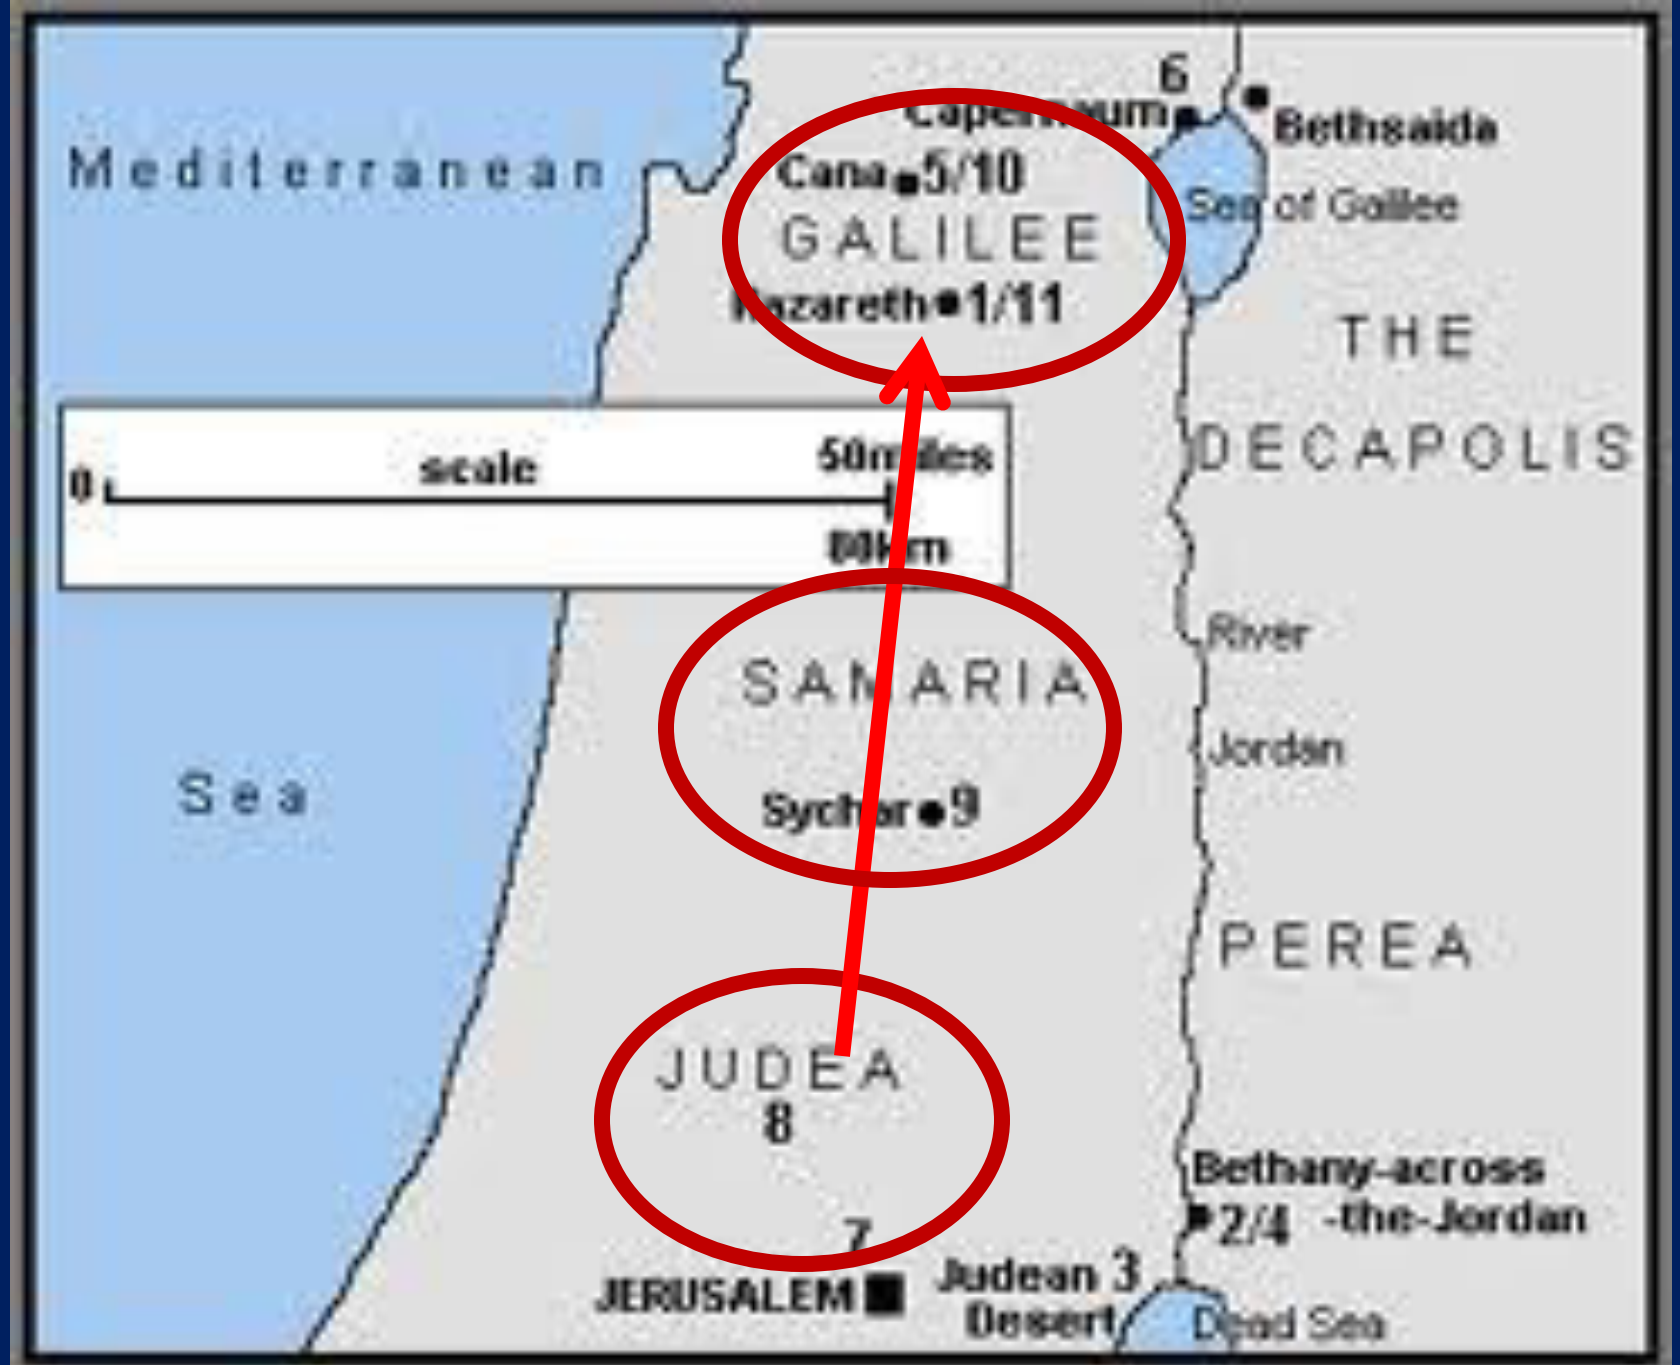 6
Capernaum
Bethsaida
Mediterranean
Cana 5/10
Sea of Galilee
GALILEE
Nazareth 1/11
THE
DECAPOLIS
0 scale 50miles
80km
River
SAMARIA
Jordan
Sea
Sychar 9
PEREA
JUDEA
8
Bethany-across
2/4 -the-Jordan
7
JERUSALEM
Judean 3
Desert
Dead Sea